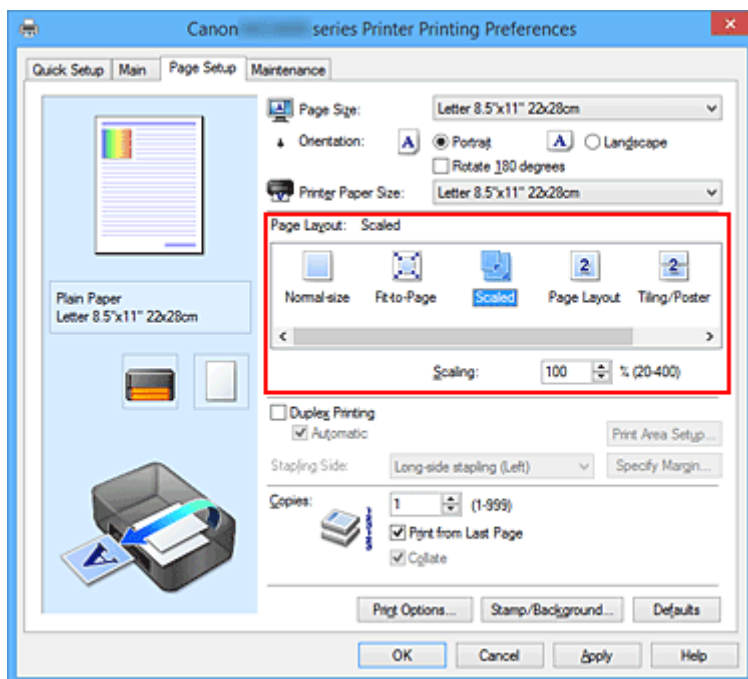 Canon series Printer Printing Preferences
Quick Setup Main Page Setup Maintenance
Page Size: Letter 8.5"x11" 22x28cm
Orientation: A Portrait A Landscape
Rotate 180 degrees
Printer Paper Size: Letter 8.5"x11" 22x28cm
Page Layout: Scaled
2 2
Normal-size Fit-to-Page Scaled Page Layout Tiling/Poster
Plain Paper
Letter 8.5"x11" 22x28cm
Scaling: 100 % (20-400)
Duplex Printing
Automatic
Print Area Setup...
Stapling Side: Long-side stapling (Left) Specify Margin...
Copies: 1 (1-999)
Print from Last Page
Collate
A
Print Options... Stamp/Background... Defaults
OK Cancel Apply Help